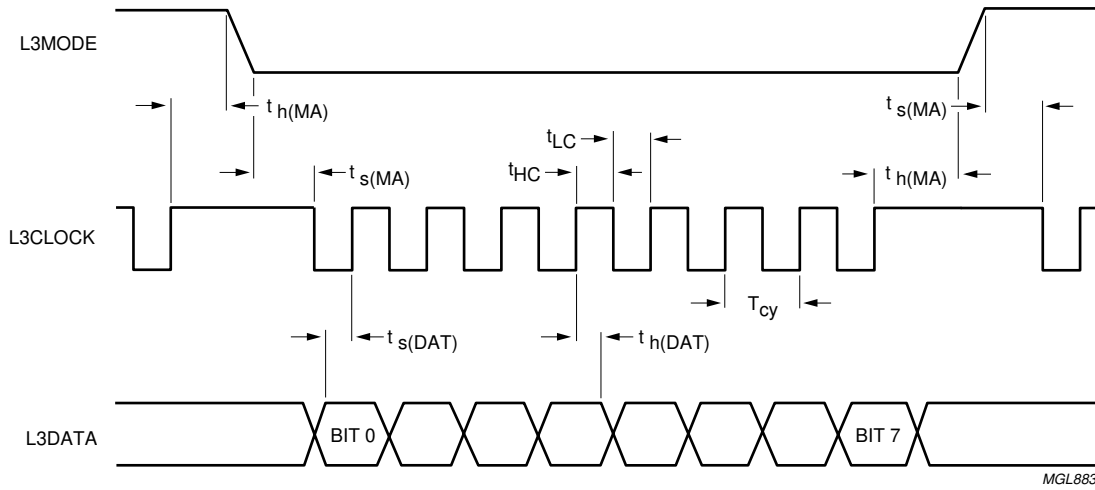 L3MODE
t h(MA)
t s(MA)
t LC
t HC
t s(MA)
t h(MA)
L3CLOCK
T cy
t s(DAT)
t h(DAT)
L3DATA
BIT 0
BIT 7
MGL883